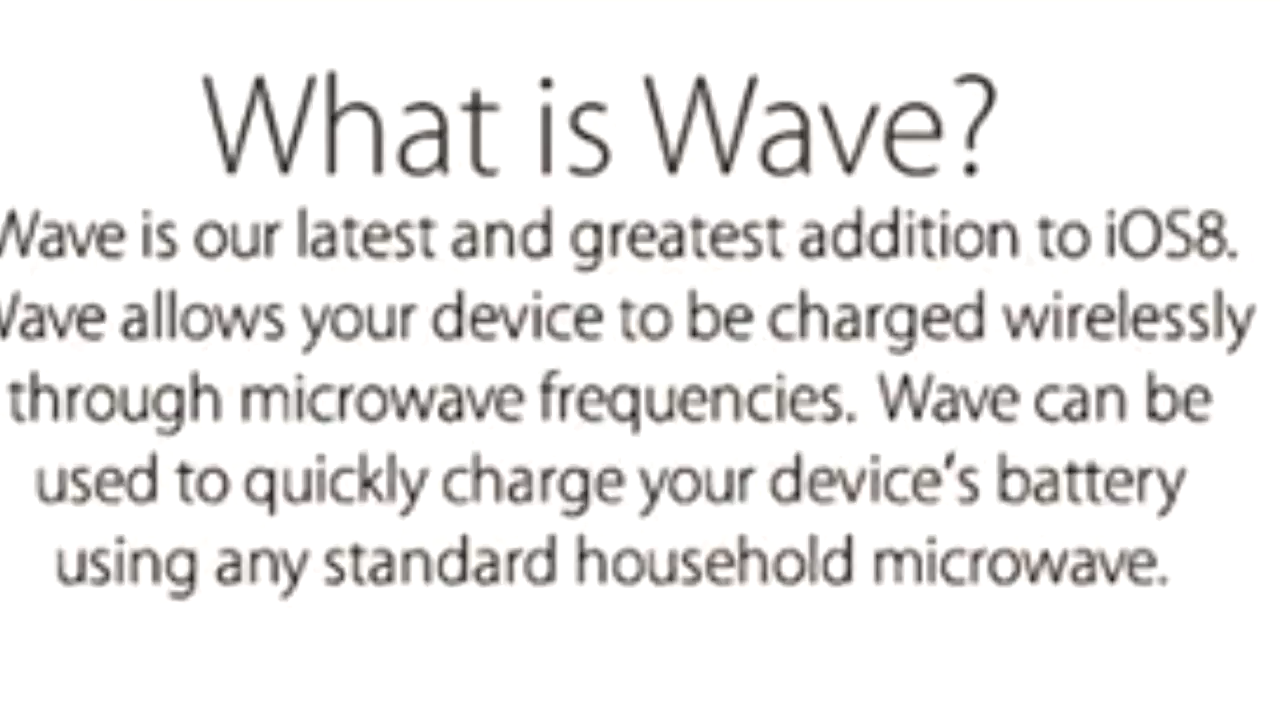 What is Wave?
Wave is our latest and greatest addition to iOS8.
Wave allows your device to be charged wirelessly
through microwave frequencies. Wave can be
used to quickly charge your device's battery
using any standard household microwave.